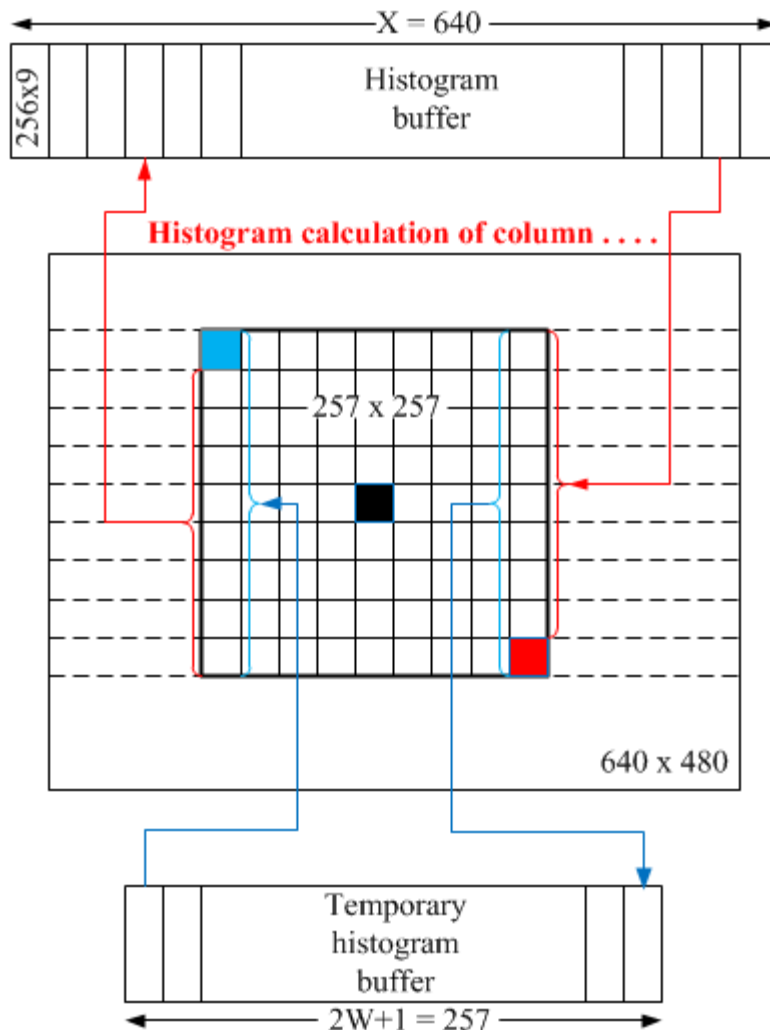 X = 640
256x9
Histogram
buffer
Histogram calculation of column . . . .
257 x 257
640 x 480
Temporary
histogram
buffer
2W+1 = 257